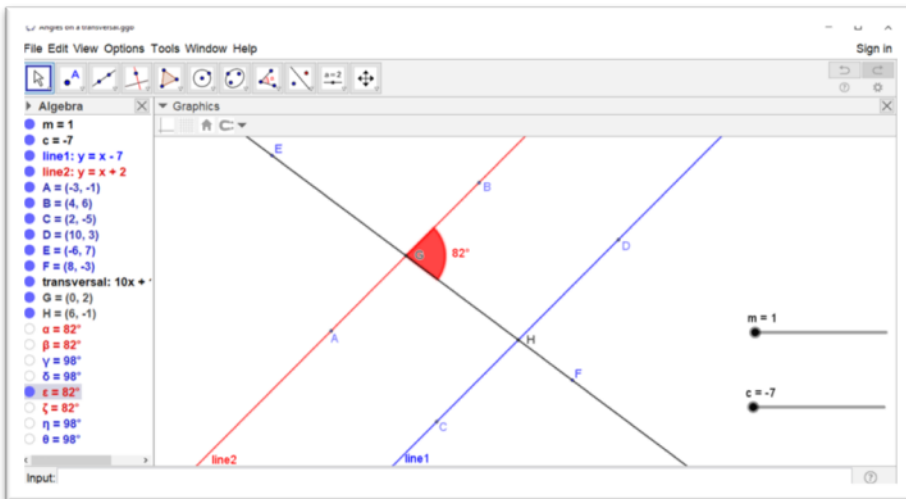 Angles on a transversal.ggb
File Edit View Options Tools Window Help
Sign in
A
a=2
Algebra
Graphics
m = 1
c = -7
line1: y = x - 7
line2: y = x + 2
A = (-3, -1)
B = (4, 6)
C = (2, -5)
D = (10, 3)
E = (-6, 7)
F = (8, -3)
transversal: 10x +
G = (0, 2)
H = (6, -1)
α = 82°
β = 82°
γ = 98°
δ = 98°
ε = 82°
ζ = 82°
η = 98°
θ = 98°
E
B
G
82°
D
A
H
F
C
line2
line1
m = 1
c = -7
Input: